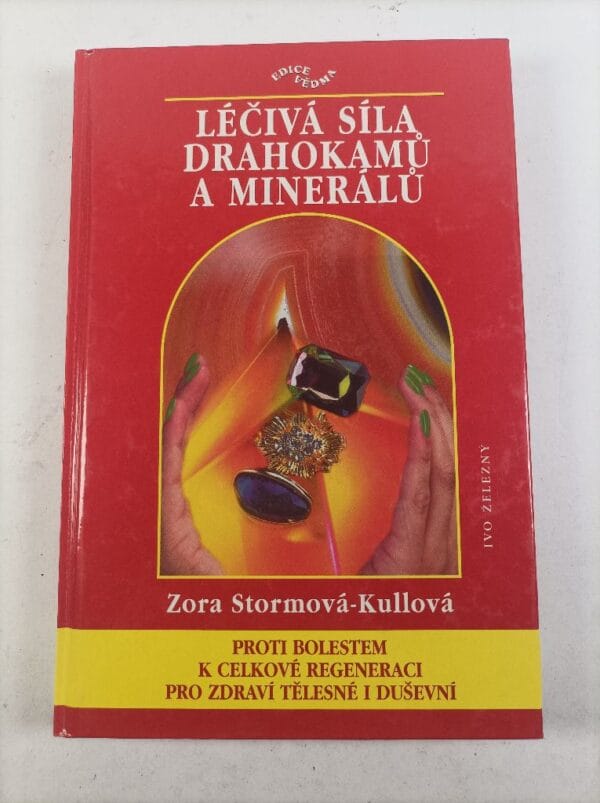 EDICE
VĚDMA
LÉČIVÁ SÍLA
DRAHOKAMŮ
A MINERÁLŮ
IVO ŽELEZNÝ
Zora Stormová-Kullová
PROTI BOLESTEM
K CELKOVÉ REGENERACI
PRO ZDRAVÍ TĚLESNÉ I DUŠEVNÍ